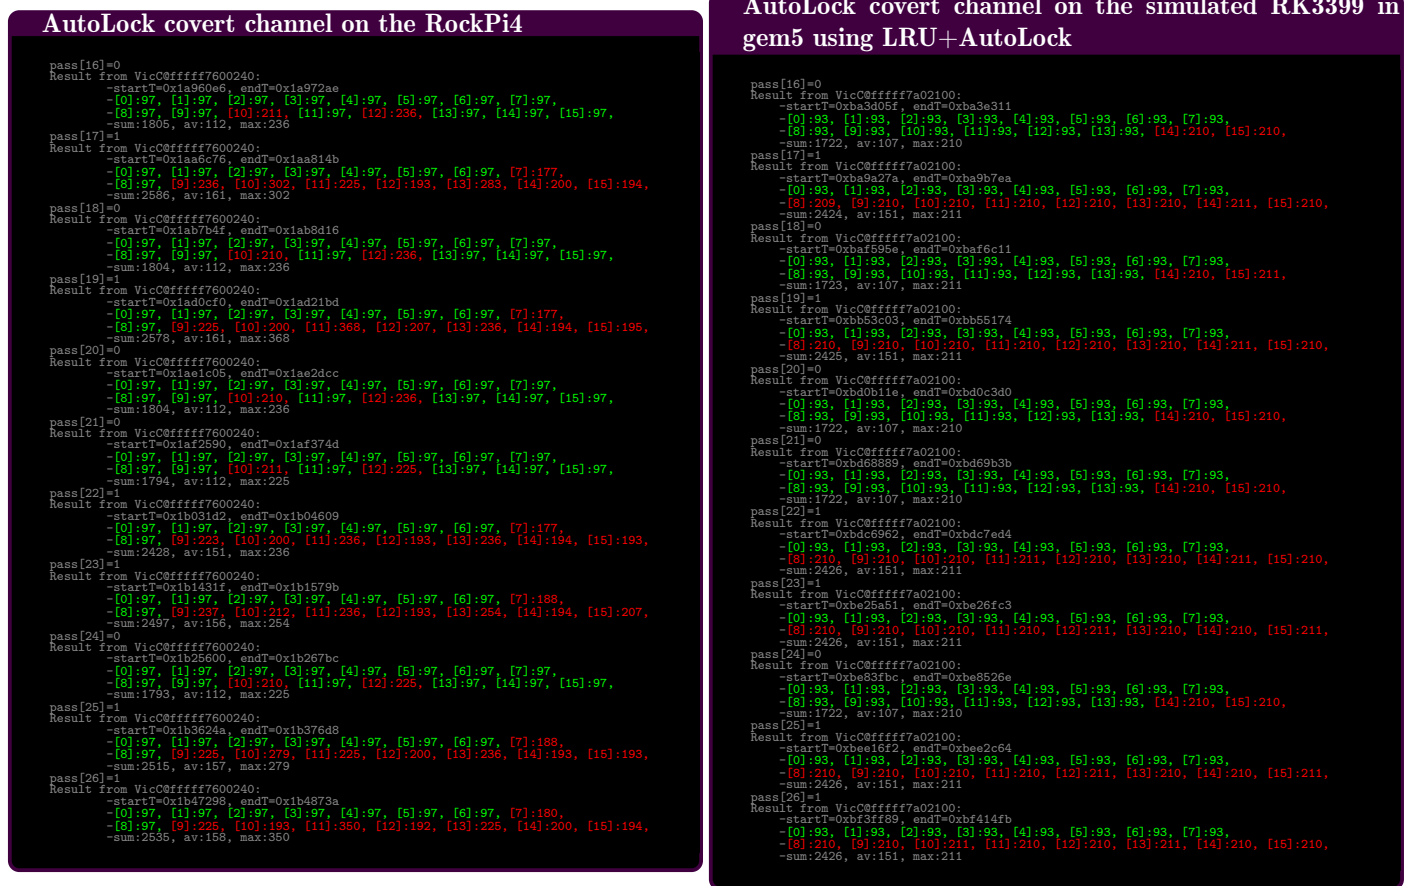 AutoLock covert channel on the RockPi4
pass[16]=0
Result from VicC@fffff7600240:
-startT=0x1a960e6, endT=0x1a972ae
-[0]:97, [1]:97, [2]:97, [3]:97, [4]:97, [5]:97, [6]:97, [7]:97,
-[8]:97, [9]:97, [10]:211, [11]:97, [12]:236, [13]:97, [14]:97, [15]:97,
-sum:1805, av:112, max:236
pass[17]=1
Result from VicC@fffff7600240:
-startT=0x1aa6c76, endT=0x1aa814b
-[0]:97, [1]:97, [2]:97, [3]:97, [4]:97, [5]:97, [6]:97, [7]:177,
-[8]:97, [9]:236, [10]:302, [11]:225, [12]:193, [13]:283, [14]:200, [15]:194,
-sum:2586, av:161, max:302
pass[18]=0
Result from VicC@fffff7600240:
-startT=0x1ab7b4f, endT=0x1ab8d16
-[0]:97, [1]:97, [2]:97, [3]:97, [4]:97, [5]:97, [6]:97, [7]:97,
-[8]:97, [9]:97, [10]:210, [11]:97, [12]:236, [13]:97, [14]:97, [15]:97,
-sum:1804, av:112, max:236
pass[19]=1
Result from VicC@fffff7600240:
-startT=0x1ad0cf0, endT=0x1ad21bd
-[0]:97, [1]:97, [2]:97, [3]:97, [4]:97, [5]:97, [6]:97, [7]:177,
-[8]:97, [9]:225, [10]:200, [11]:368, [12]:207, [13]:236, [14]:194, [15]:195,
-sum:2578, av:161, max:368
pass[20]=0
Result from VicC@fffff7600240:
-startT=0x1ae1c05, endT=0x1ae2dcc
-[0]:97, [1]:97, [2]:97, [3]:97, [4]:97, [5]:97, [6]:97, [7]:97,
-[8]:97, [9]:97, [10]:210, [11]:97, [12]:236, [13]:97, [14]:97, [15]:97,
-sum:1804, av:112, max:236
pass[21]=0
Result from VicC@fffff7600240:
-startT=0x1af2590, endT=0x1af374d
-[0]:97, [1]:97, [2]:97, [3]:97, [4]:97, [5]:97, [6]:97, [7]:97,
-[8]:97, [9]:97, [10]:211, [11]:97, [12]:225, [13]:97, [14]:97, [15]:97,
-sum:1794, av:112, max:225
pass[22]=1
Result from VicC@fffff7600240:
-startT=0x1b031d2, endT=0x1b04609
-[0]:97, [1]:97, [2]:97, [3]:97, [4]:97, [5]:97, [6]:97, [7]:177,
-[8]:97, [9]:223, [10]:200, [11]:236, [12]:193, [13]:236, [14]:194, [15]:193,
-sum:2428, av:151, max:236
pass[23]=1
Result from VicC@fffff7600240:
-startT=0x1b1431f, endT=0x1b1579b
-[0]:97, [1]:97, [2]:97, [3]:97, [4]:97, [5]:97, [6]:97, [7]:188,
-[8]:97, [9]:237, [10]:212, [11]:236, [12]:193, [13]:254, [14]:194, [15]:207,
-sum:2497, av:156, max:254
pass[24]=0
Result from VicC@fffff7600240:
-startT=0x1b25600, endT=0x1b267bc
-[0]:97, [1]:97, [2]:97, [3]:97, [4]:97, [5]:97, [6]:97, [7]:97,
-[8]:97, [9]:97, [10]:210, [11]:97, [12]:225, [13]:97, [14]:97, [15]:97,
-sum:1793, av:112, max:225
pass[25]=1
Result from VicC@fffff7600240:
-startT=0x1b3624a, endT=0x1b376d8
-[0]:97, [1]:97, [2]:97, [3]:97, [4]:97, [5]:97, [6]:97, [7]:188,
-[8]:97, [9]:225, [10]:279, [11]:225, [12]:200, [13]:236, [14]:193, [15]:193,
-sum:2515, av:157, max:279
pass[26]=1
Result from VicC@fffff7600240:
-startT=0x1b47298, endT=0x1b4873a
-[0]:97, [1]:97, [2]:97, [3]:97, [4]:97, [5]:97, [6]:97, [7]:180,
-[8]:97, [9]:225, [10]:193, [11]:350, [12]:192, [13]:225, [14]:200, [15]:194,
-sum:2535, av:158, max:350
AutoLock covert channel on the simulated RK3399 in
gem5 using LRU+AutoLock
pass[16]=0
Result from VicC@fffff7a02100:
-startT=0xba3d05f, endT=0xba3e311
-[0]:93, [1]:93, [2]:93, [3]:93, [4]:93, [5]:93, [6]:93, [7]:93,
-[8]:93, [9]:93, [10]:93, [11]:93, [12]:93, [13]:93, [14]:210, [15]:210,
-sum:1722, av:107, max:210
pass[17]=1
Result from VicC@fffff7a02100:
-startT=0xba9a27a, endT=0xba9b7ea
-[0]:93, [1]:93, [2]:93, [3]:93, [4]:93, [5]:93, [6]:93, [7]:93,
-[8]:209, [9]:210, [10]:210, [11]:210, [12]:210, [13]:210, [14]:211, [15]:210,
-sum:2424, av:151, max:211
pass[18]=0
Result from VicC@fffff7a02100:
-startT=0xbaf595e, endT=0xbaf6c11
-[0]:93, [1]:93, [2]:93, [3]:93, [4]:93, [5]:93, [6]:93, [7]:93,
-[8]:93, [9]:93, [10]:93, [11]:93, [12]:93, [13]:93, [14]:210, [15]:211,
-sum:1723, av:107, max:211
pass[19]=1
Result from VicC@fffff7a02100:
-startT=0xbb53c03, endT=0xbb55174
-[0]:93, [1]:93, [2]:93, [3]:93, [4]:93, [5]:93, [6]:93, [7]:93,
-[8]:210, [9]:210, [10]:210, [11]:210, [12]:210, [13]:210, [14]:211, [15]:210,
-sum:2425, av:151, max:211
pass[20]=0
Result from VicC@fffff7a02100:
-startT=0xbd0b11e, endT=0xbd0c3d0
-[0]:93, [1]:93, [2]:93, [3]:93, [4]:93, [5]:93, [6]:93, [7]:93,
-[8]:93, [9]:93, [10]:93, [11]:93, [12]:93, [13]:93, [14]:210, [15]:210,
-sum:1722, av:107, max:210
pass[21]=0
Result from VicC@fffff7a02100:
-startT=0xbd68889, endT=0xbd69b3b
-[0]:93, [1]:93, [2]:93, [3]:93, [4]:93, [5]:93, [6]:93, [7]:93,
-[8]:93, [9]:93, [10]:93, [11]:93, [12]:93, [13]:93, [14]:210, [15]:210,
-sum:1722, av:107, max:210
pass[22]=1
Result from VicC@fffff7a02100:
-startT=0xbdc6962, endT=0xbdc7ed4
-[0]:93, [1]:93, [2]:93, [3]:93, [4]:93, [5]:93, [6]:93, [7]:93,
-[8]:210, [9]:210, [10]:210, [11]:211, [12]:210, [13]:210, [14]:211, [15]:210,
-sum:2426, av:151, max:211
pass[23]=1
Result from VicC@fffff7a02100:
-startT=0xbe25a51, endT=0xbe26fc3
-[0]:93, [1]:93, [2]:93, [3]:93, [4]:93, [5]:93, [6]:93, [7]:93,
-[8]:210, [9]:210, [10]:210, [11]:210, [12]:211, [13]:210, [14]:210, [15]:211,
-sum:2426, av:151, max:211
pass[24]=0
Result from VicC@fffff7a02100:
-startT=0xbe83fbc, endT=0xbe8526e
-[0]:93, [1]:93, [2]:93, [3]:93, [4]:93, [5]:93, [6]:93, [7]:93,
-[8]:93, [9]:93, [10]:93, [11]:93, [12]:93, [13]:93, [14]:210, [15]:210,
-sum:1722, av:107, max:210
pass[25]=1
Result from VicC@fffff7a02100:
-startT=0xbee16f2, endT=0xbee2c64
-[0]:93, [1]:93, [2]:93, [3]:93, [4]:93, [5]:93, [6]:93, [7]:93,
-[8]:210, [9]:210, [10]:210, [11]:210, [12]:211, [13]:210, [14]:210, [15]:211,
-sum:2426, av:151, max:211
pass[26]=1
Result from VicC@fffff7a02100:
-startT=0xbf3ff89, endT=0xbf414fb
-[0]:93, [1]:93, [2]:93, [3]:93, [4]:93, [5]:93, [6]:93, [7]:93,
-[8]:210, [9]:210, [10]:211, [11]:210, [12]:210, [13]:211, [14]:210, [15]:210,
-sum:2426, av:151, max:211